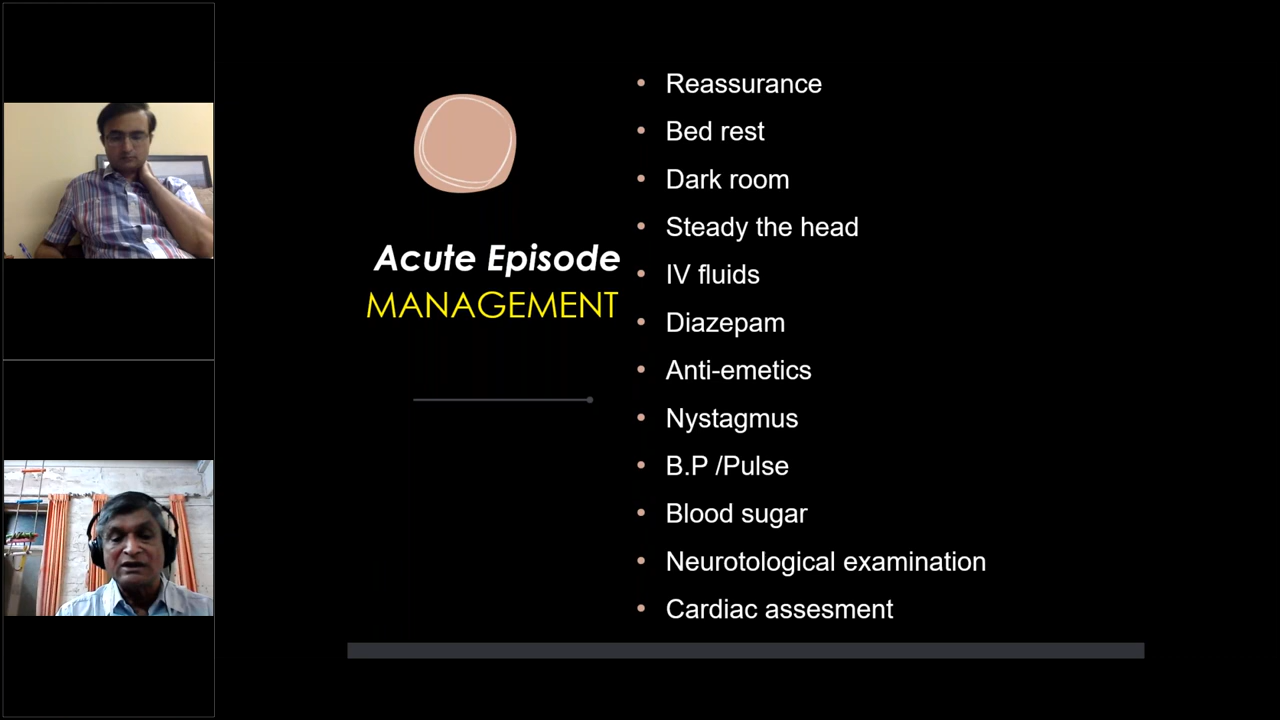 Acute Episode
MANAGEMENT
Reassurance
Bed rest
Dark room
Steady the head
IV fluids
Diazepam
Anti-emetics
Nystagmus
B.P /Pulse
Blood sugar
Neurotological examination
Cardiac assesment